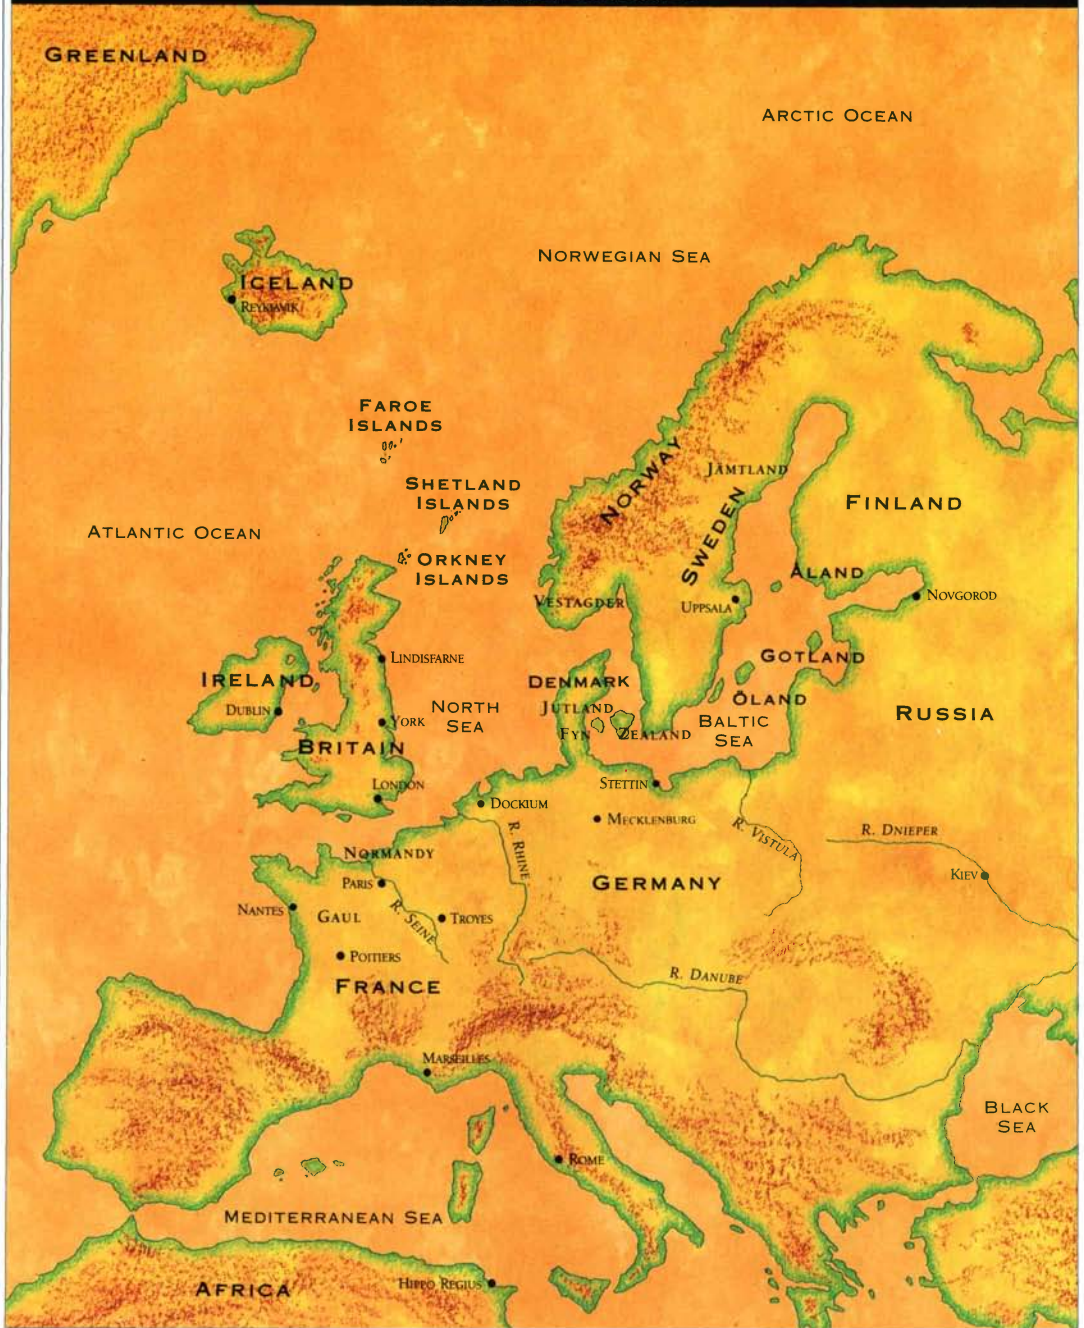 GREENLAND
ARCTIC OCEAN
NORWEGIAN SEA
ICELAND
REYKJAVIK
FAROE
ISLANDS
SHETLAND
ISLANDS
ATLANTIC OCEAN
ORKNEY
ISLANDS
NORWAY
JÄMTLAND
SWEDEN
FINLAND
ÅLAND
VESTAGDER
UPPSALA
NOVGOROD
LINDISFARNE
GOTLAND
IRELAND
DENMARK
ÖLAND
DUBLIN
YORK
NORTH
SEA
JUTLAND
FYN
ZEALAND
BALTIC
SEA
RUSSIA
BRITAIN
LONDON
STETTIN
DOCKIUM
MECKLENBURG
R. RHINE
R. VISTULA
R. DNIEPER
NORMANDY
PARIS
GERMANY
KIEV
NANTES
GAUL
R. SEINE
TROYES
POITIERS
FRANCE
R. DANUBE
MARSEILLES
BLACK
SEA
ROME
MEDITERRANEAN SEA
AFRICA
HIPPO REGIUS